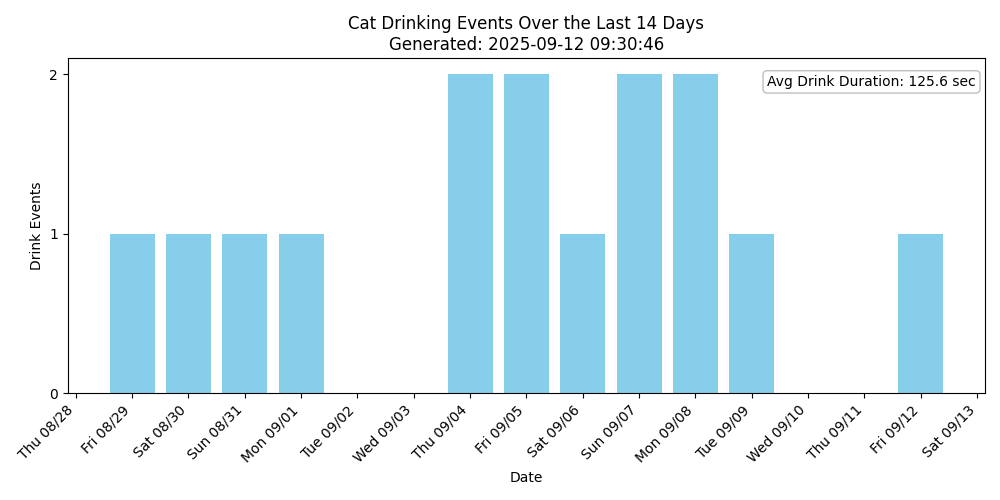 Cat Drinking Events Over the Last 14 Days
Generated: 2025-09-12 09:30:46
Avg Drink Duration: 125.6 sec
Drink Events
2
1
0
Thu 08/28
Fri 08/29
Sat 08/30
Sun 08/31
Mon 09/01
Tue 09/02
Wed 09/03
Thu 09/04
Fri 09/05
Sat 09/06
Sun 09/07
Mon 09/08
Tue 09/09
Wed 09/10
Thu 09/11
Fri 09/12
Sat 09/13
Date